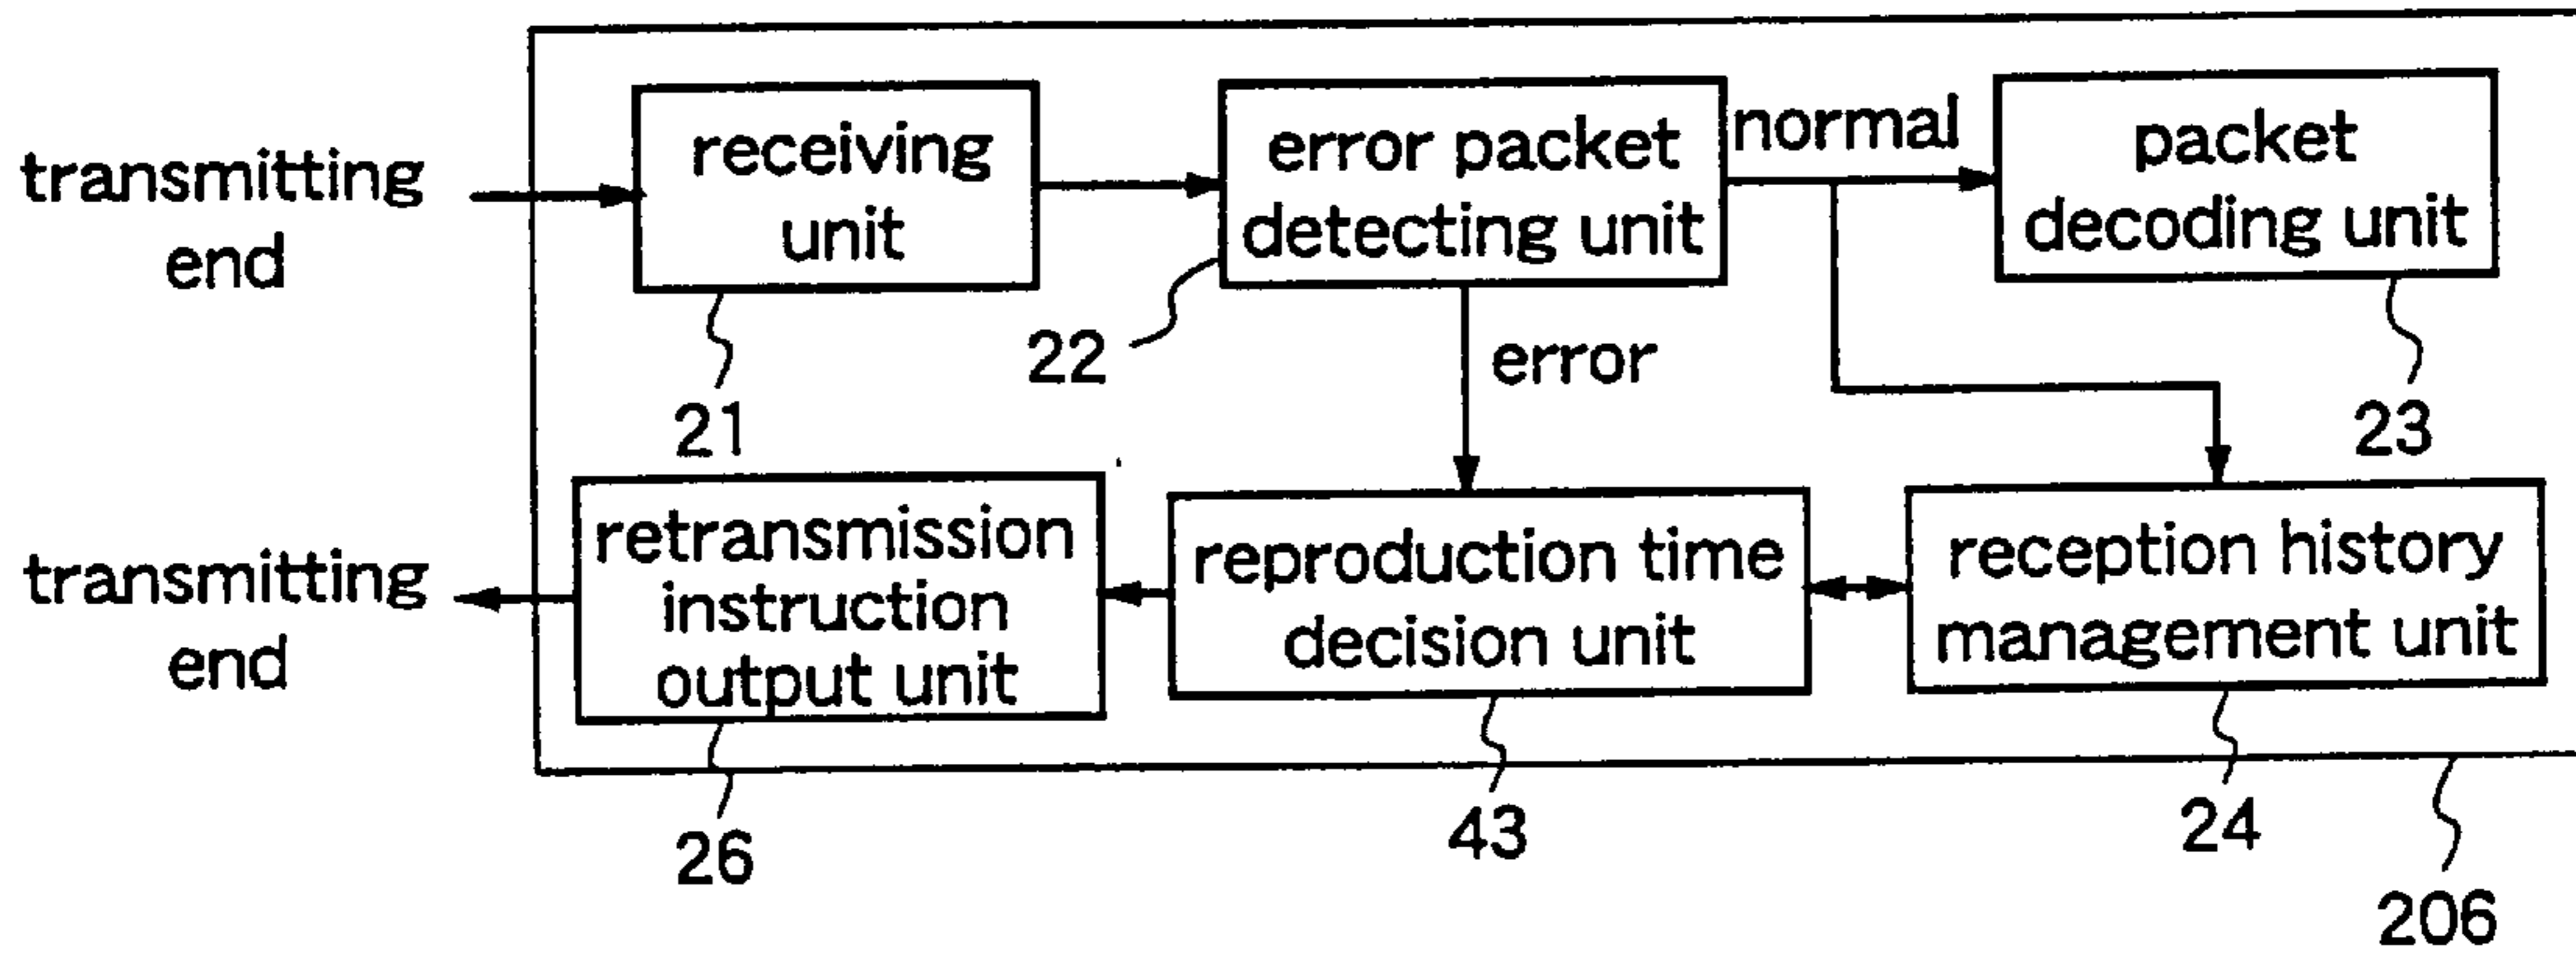 transmitting
end
receiving
unit
21
error packet
detecting unit
22
normal
packet
decoding unit
23
error
transmitting
end
retransmission
instruction
output unit
26
reproduction time
decision unit
43
reception history
management unit
24
206